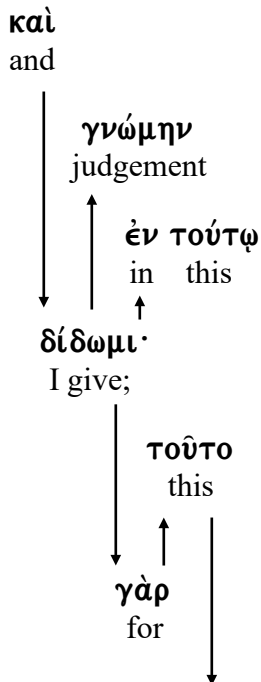 καὶ
and
γνώμην
judgement
ἐν τούτῳ
in this
δίδωμι·
I give;
τοῦτο
this
γὰρ
for